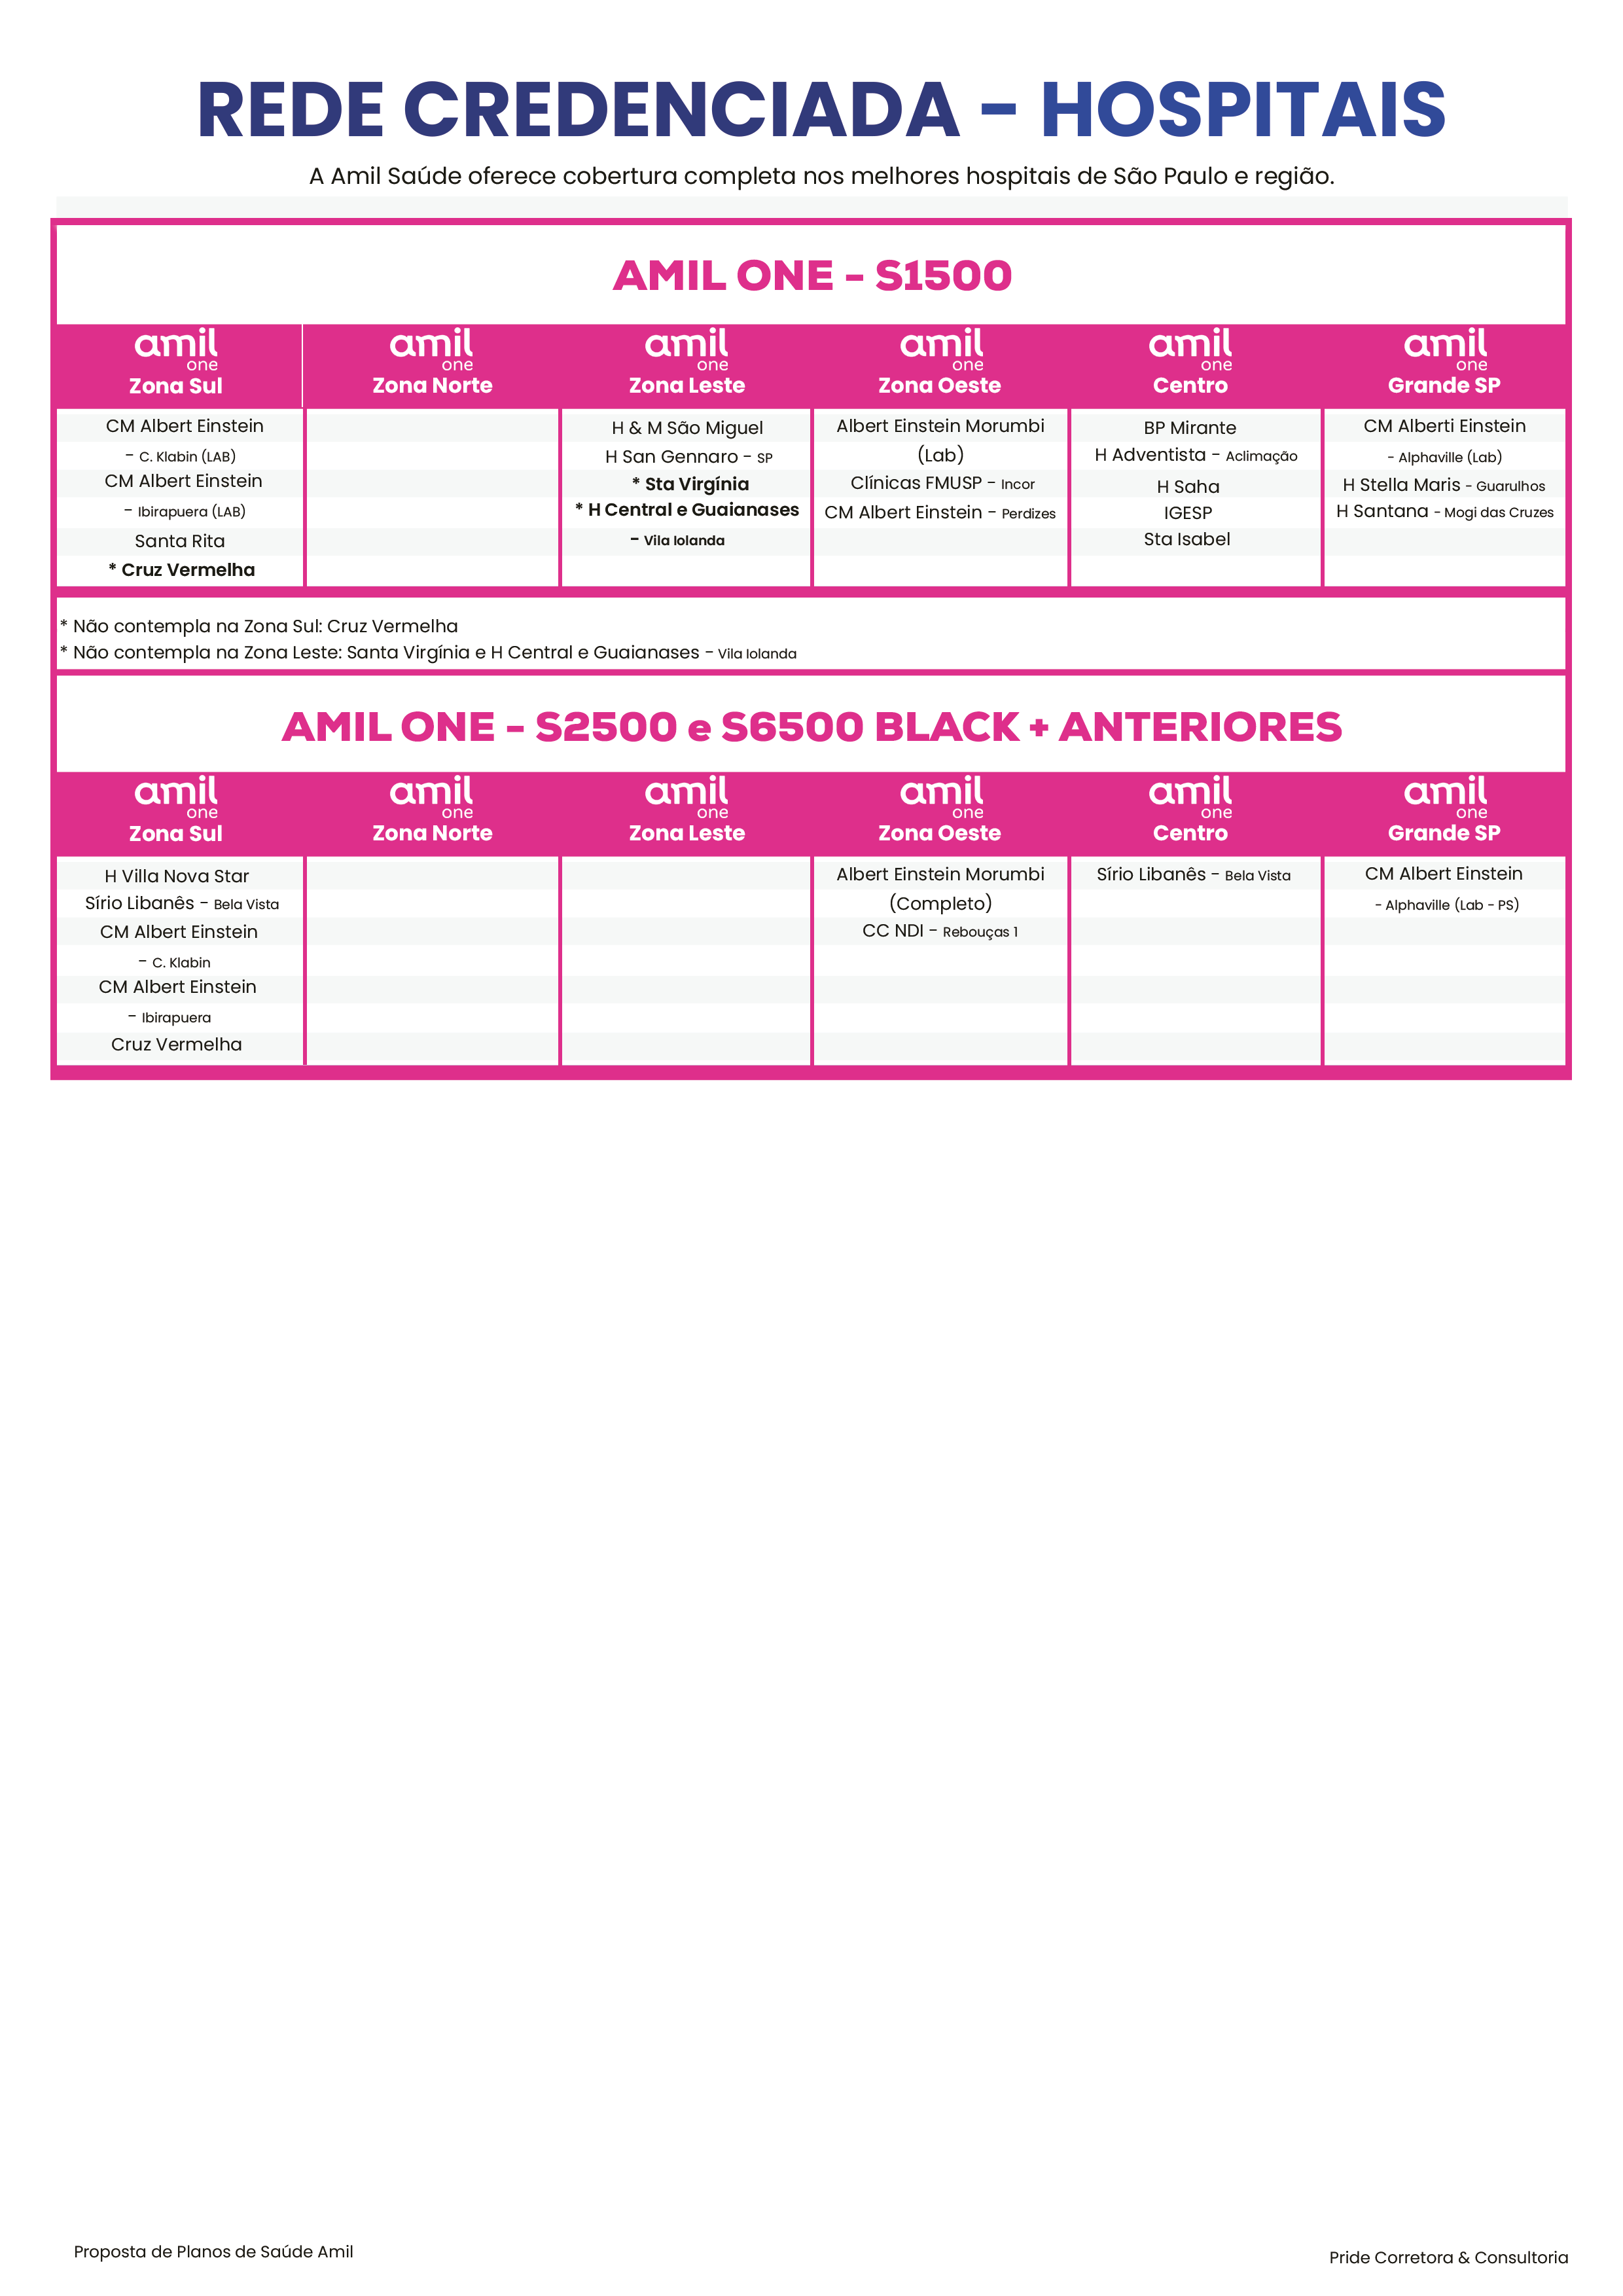 REDE CREDENCIADA - HOSPITAIS
A Amil Saúde oferece cobertura completa nos melhores hospitais de São Paulo e região.
AMIL ONE - S1500
amil one Zona Sul
amil one Zona Norte
amil one Zona Leste
amil one Zona Oeste
amil one Centro
amil one Grande SP
CM Albert Einstein
- C. Klabin (LAB)
CM Albert Einstein
- Ibirapuera (LAB)
Santa Rita
* Cruz Vermelha
H & M São Miguel
H San Gennaro - SP
* Sta Virgínia
* H Central e Guaianases
- Vila Iolanda
Albert Einstein Morumbi
(Lab)
Clínicas FMUSP - Incor
CM Albert Einstein - Perdizes
BP Mirante
H Adventista - Aclimação
H Saha
IGESP
Sta Isabel
CM Alberti Einstein
- Alphaville (Lab)
H Stella Maris - Guarulhos
H Santana - Mogi das Cruzes
* Não contempla na Zona Sul: Cruz Vermelha
* Não contempla na Zona Leste: Santa Virgínia e H Central e Guaianases - Vila Iolanda
AMIL ONE - S2500 e S6500 BLACK + ANTERIORES
amil one Zona Sul
amil one Zona Norte
amil one Zona Leste
amil one Zona Oeste
amil one Centro
amil one Grande SP
H Villa Nova Star
Sírio Libanês - Bela Vista
CM Albert Einstein
- C. Klabin
CM Albert Einstein
- Ibirapuera
Cruz Vermelha
Albert Einstein Morumbi
(Completo)
CC NDI - Rebouças 1
Sírio Libanês - Bela Vista
CM Albert Einstein
- Alphaville (Lab - PS)
Proposta de Planos de Saúde Amil
Pride Corretora & Consultoria